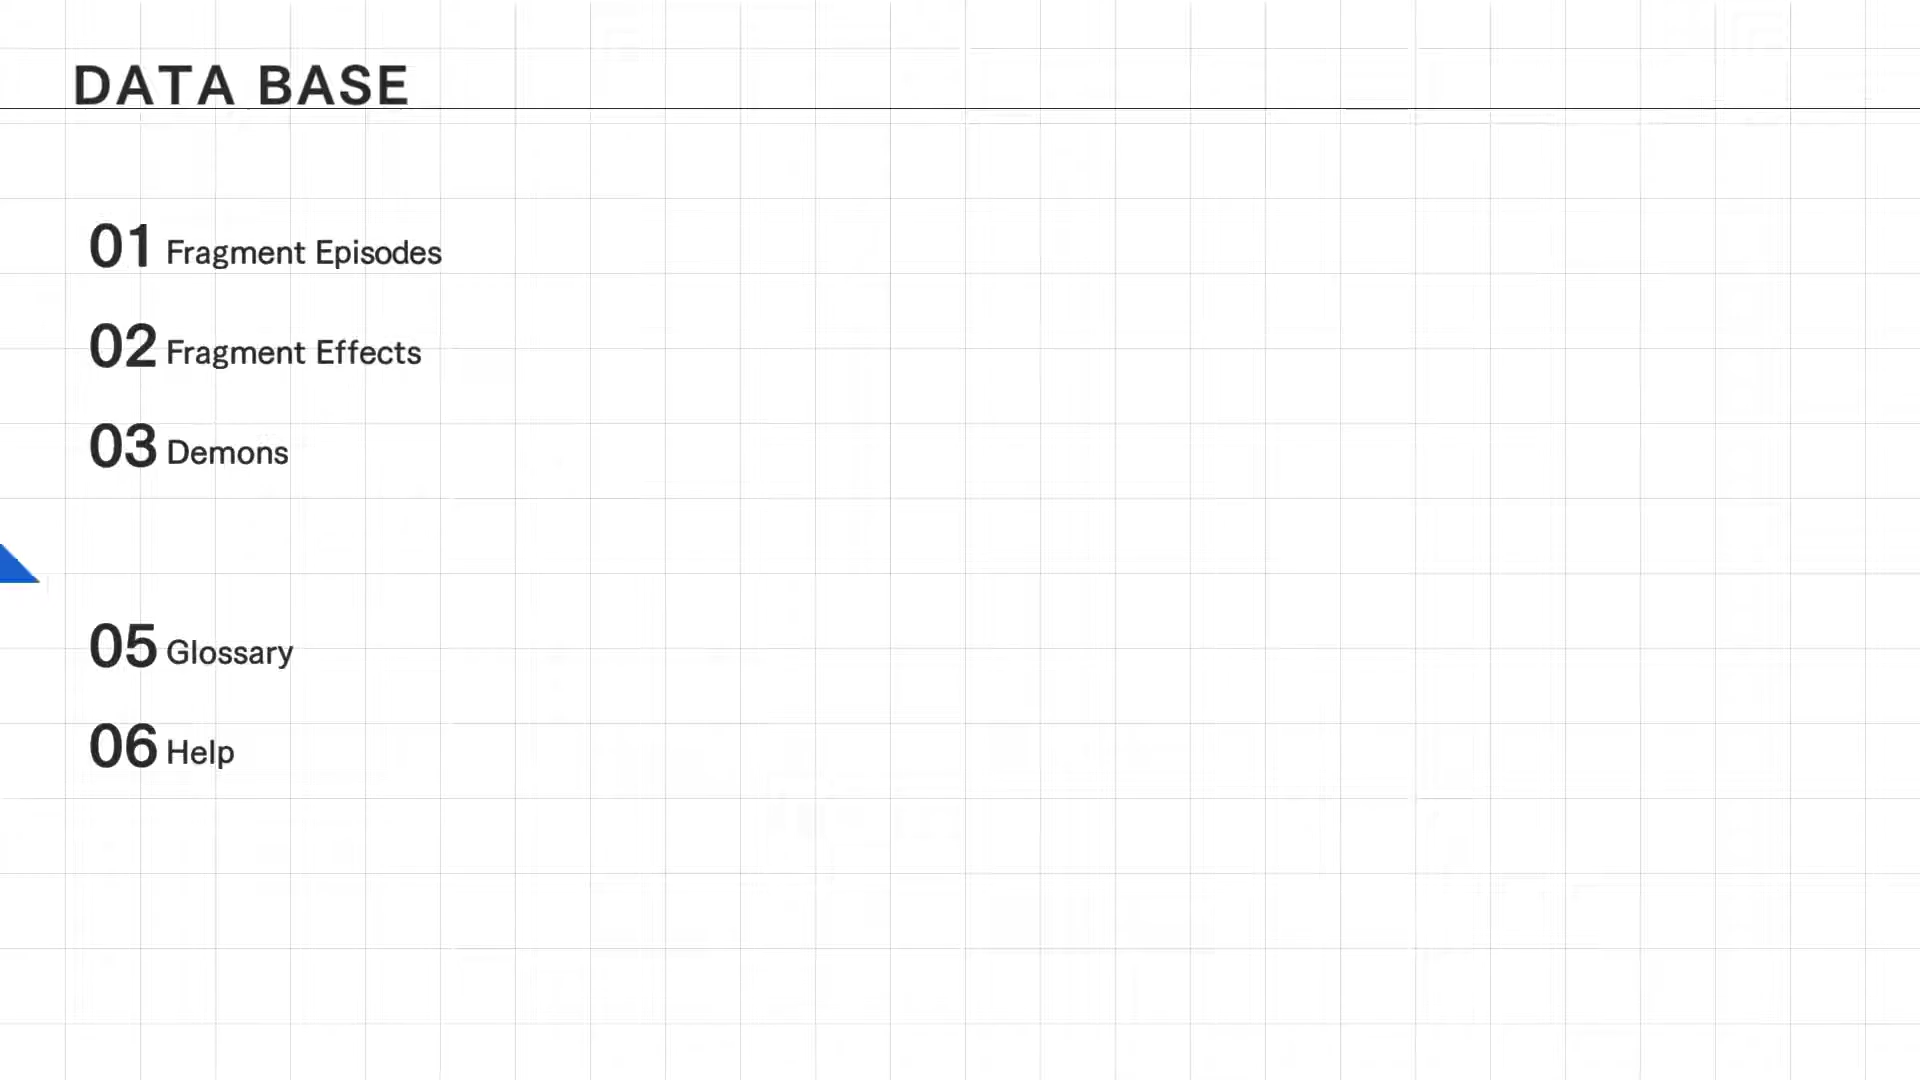 DATA BASE
01 Fragment Episodes
02 Fragment Effects
03 Demons
05 Glossary
06 Help